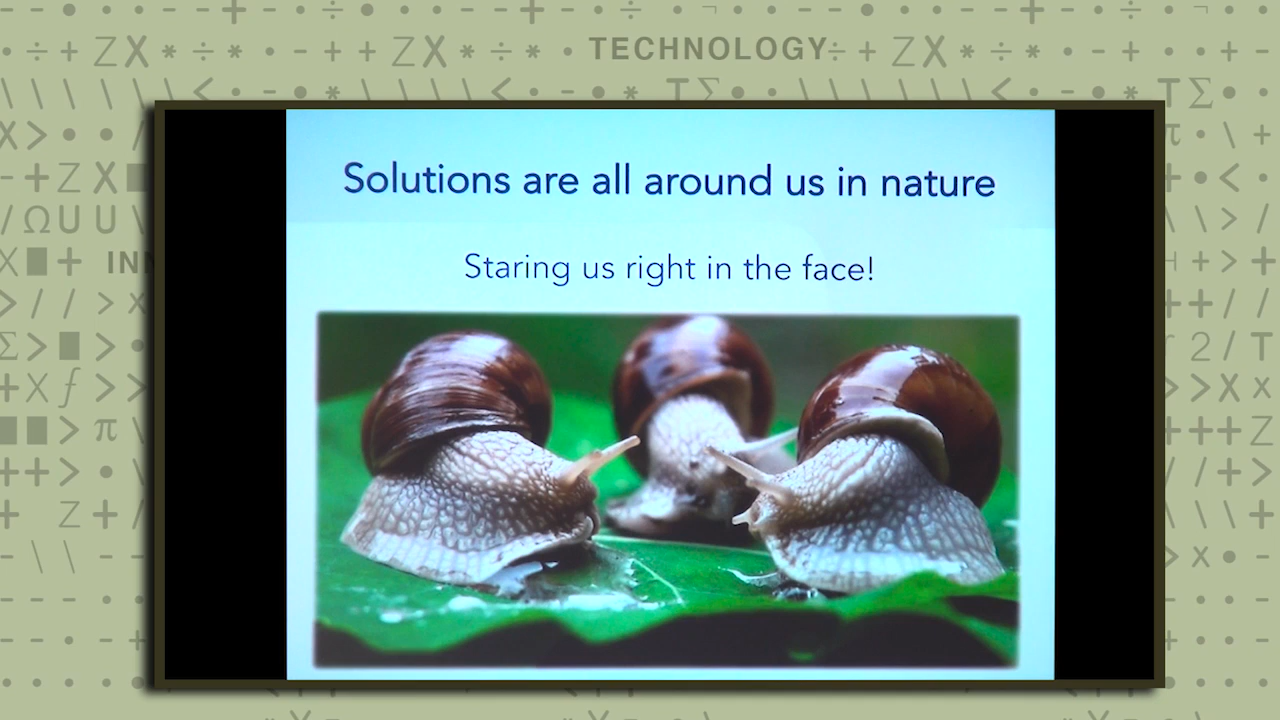 TECHNOLOGY
Solutions are all around us in nature
Staring us right in the face!